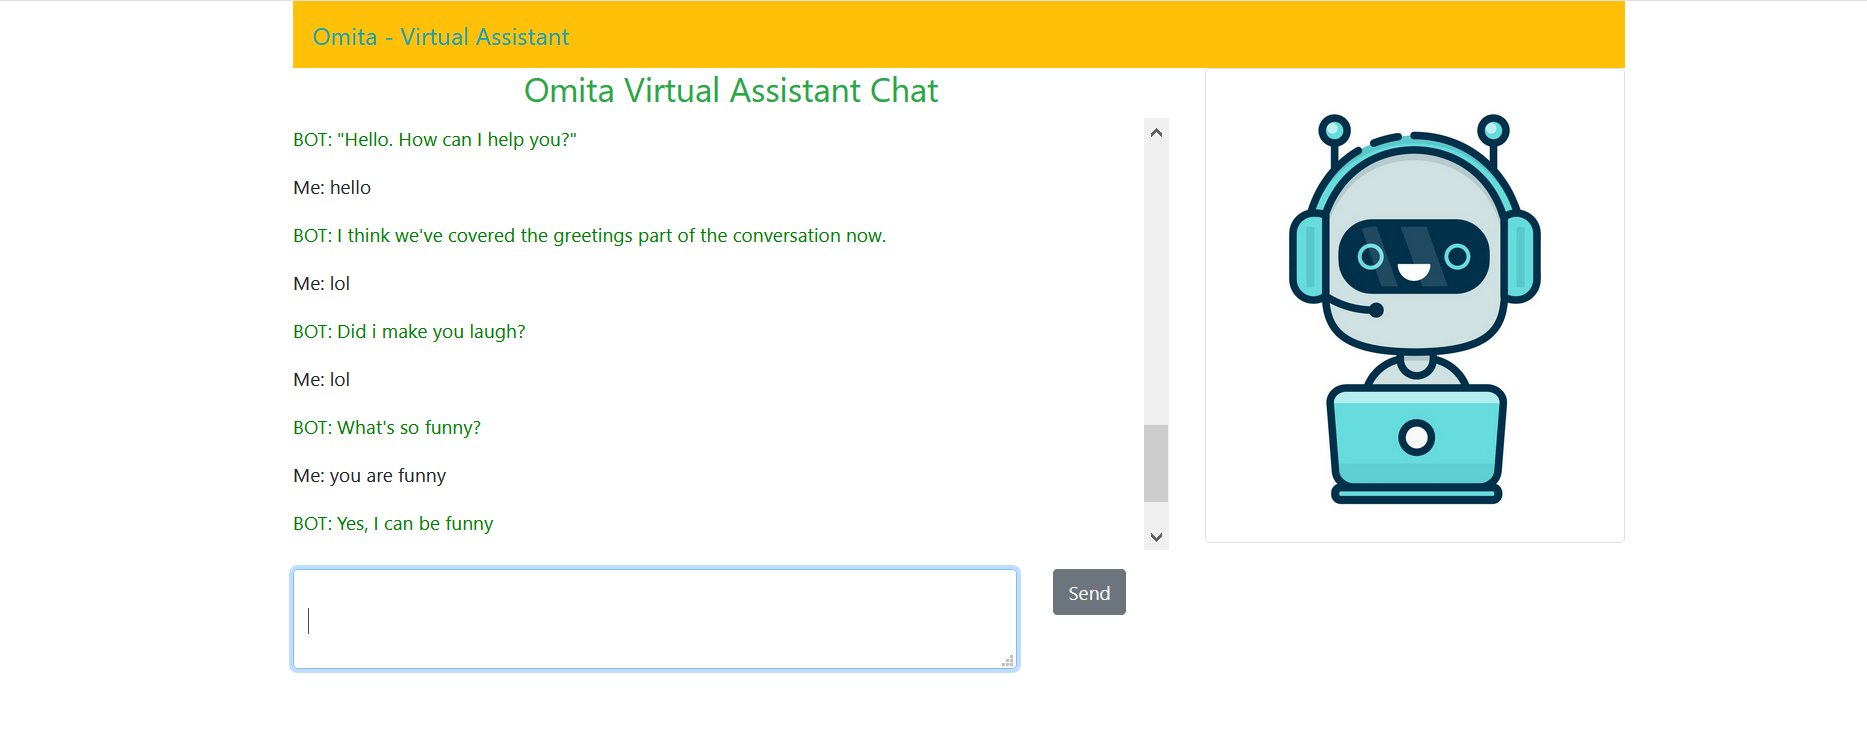 Omita - Virtual Assistant
Omita Virtual Assistant Chat
BOT: "Hello. How can I help you?"
Me: hello
BOT: I think we've covered the greetings part of the conversation now.
Me: lol
BOT: Did i make you laugh?
Me: lol
BOT: What's so funny?
Me: you are funny
BOT: Yes, I can be funny
Send